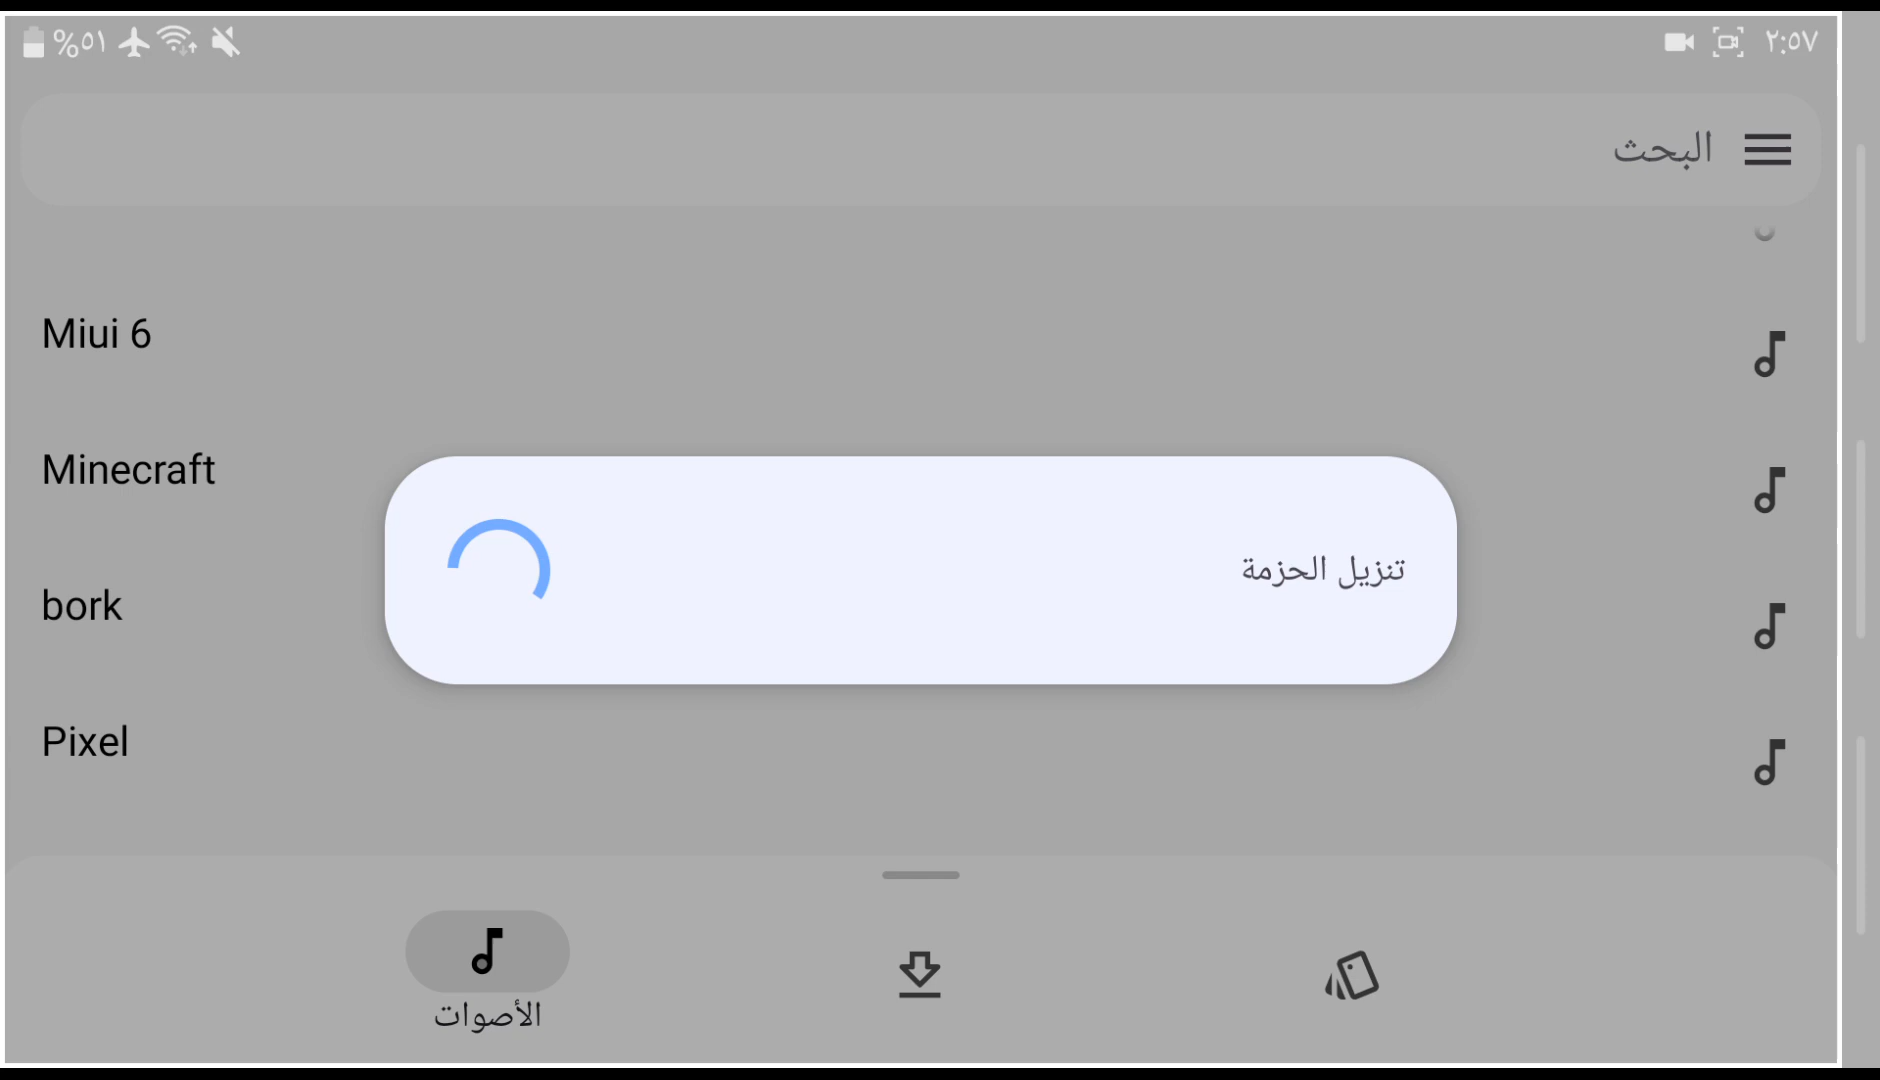 ٢:٥٧ ٥١%
البحث
Miui 6
Minecraft
تنزيل الحزمة
bork
Pixel
الأصوات